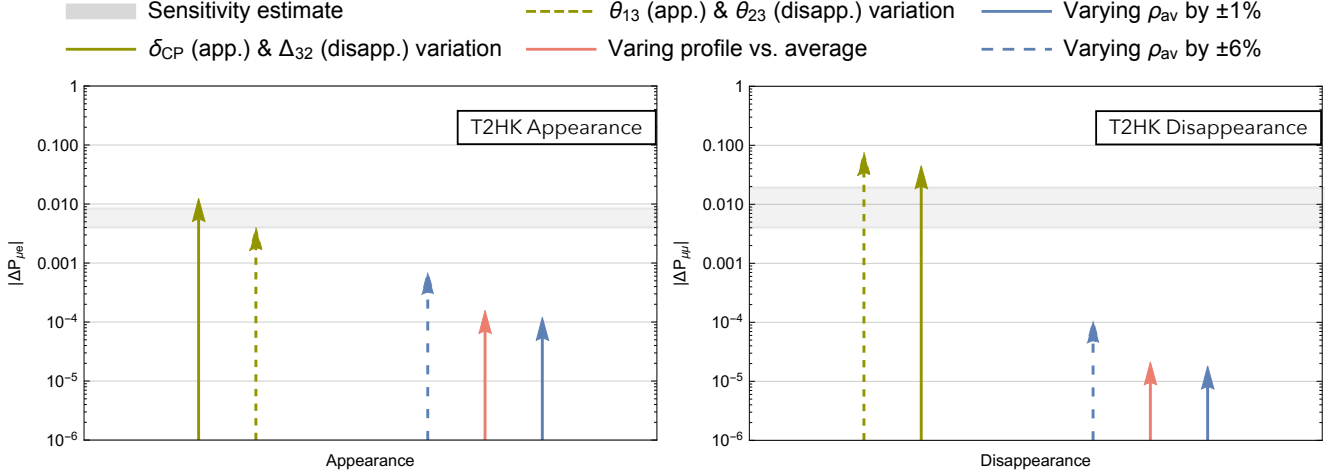 Sensitivity estimate
θ13 (app.) & θ23 (disapp.) variation
Varying ρav by ±1%
δCP (app.) & Δ32 (disapp.) variation
Varing profile vs. average
Varying ρav by ±6%
T2HK Appearance
|ΔPμe|
1
0.100
0.010
0.001
10⁻⁴
10⁻⁵
10⁻⁶
Appearance
T2HK Disappearance
|ΔPμμ|
1
0.100
0.010
0.001
10⁻⁴
10⁻⁵
10⁻⁶
Disappearance